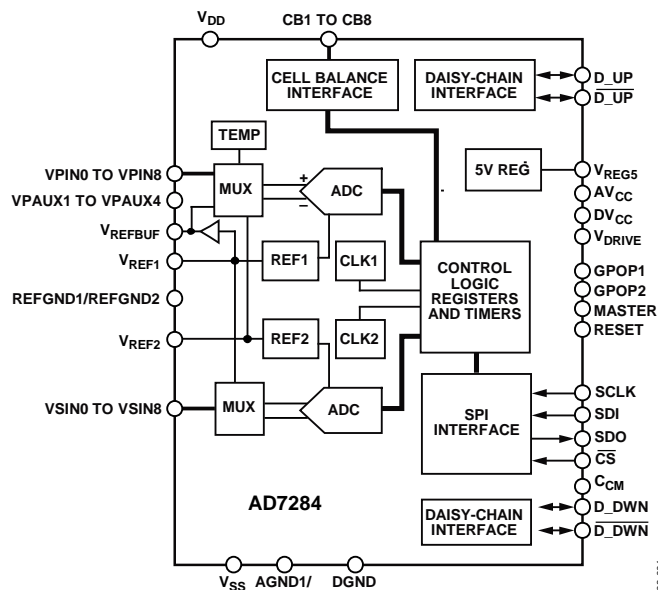 VDD
CB1 TO CB8
CELL BALANCE
INTERFACE
DAISY-CHAIN
INTERFACE
D_UP
D_UP
TEMP
VPIN0 TO VPIN8
MUX
+
–
ADC
5V REG
VREG5
VPAUX1 TO VPAUX4
AVCC
DVCC
VREFBUF
VDRIVE
VREF1
REF1
CLK1
CONTROL
LOGIC
REGISTERS
AND TIMERS
GPOP1
GPOP2
REFGND1/REFGND2
MASTER
RESET
VREF2
REF2
CLK2
VSIN0 TO VSIN8
MUX
ADC
SPI
INTERFACE
SCLK
SDI
SDO
CS
CCM
AD7284
DAISY-CHAIN
INTERFACE
D_DWN
D_DWN
VSS
AGND1/
DGND